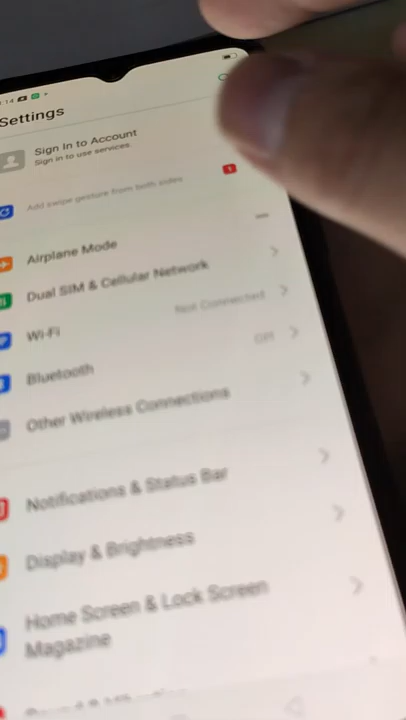 Settings
Sign In to Account
Sign in to use services
Add swipe gesture from both sides
1
Airplane Mode
Dual SIM & Cellular Network
Wi-Fi
Not Connected
Bluetooth
Off
Other Wireless Connections
Notifications & Status Bar
Display & Brightness
Home Screen & Lock Screen
Magazine